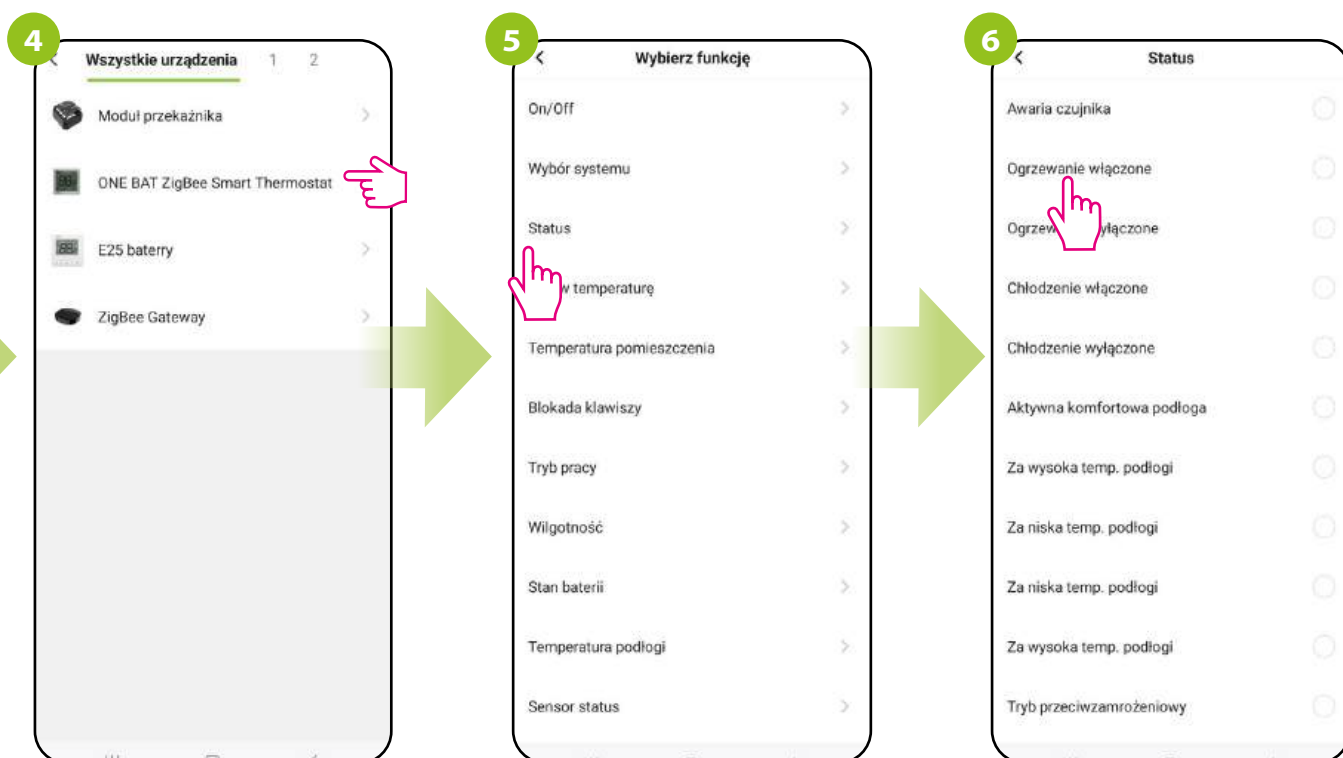 4
Wszystkie urządzenia 1 2
Moduł przekaźnika
ONE BAT ZigBee Smart Thermostat
E25 baterry
ZigBee Gateway
5
Wybierz funkcję
On/Off
Wybór systemu
Status
temperaturę
Temperatura pomieszczenia
Blokada klawiszy
Tryb pracy
Wilgotność
Stan baterii
Temperatura podłogi
Sensor status
6
Status
Awaria czujnika
Ogrzewanie włączone
Chłodzenie włączone
Chłodzenie wyłączone
Aktywna komfortowa podłoga
Za wysoka temp. podłogi
Za niska temp. podłogi
Za niska temp. podłogi
Za wysoka temp. podłogi
Tryb przeciwzamrożeniowy